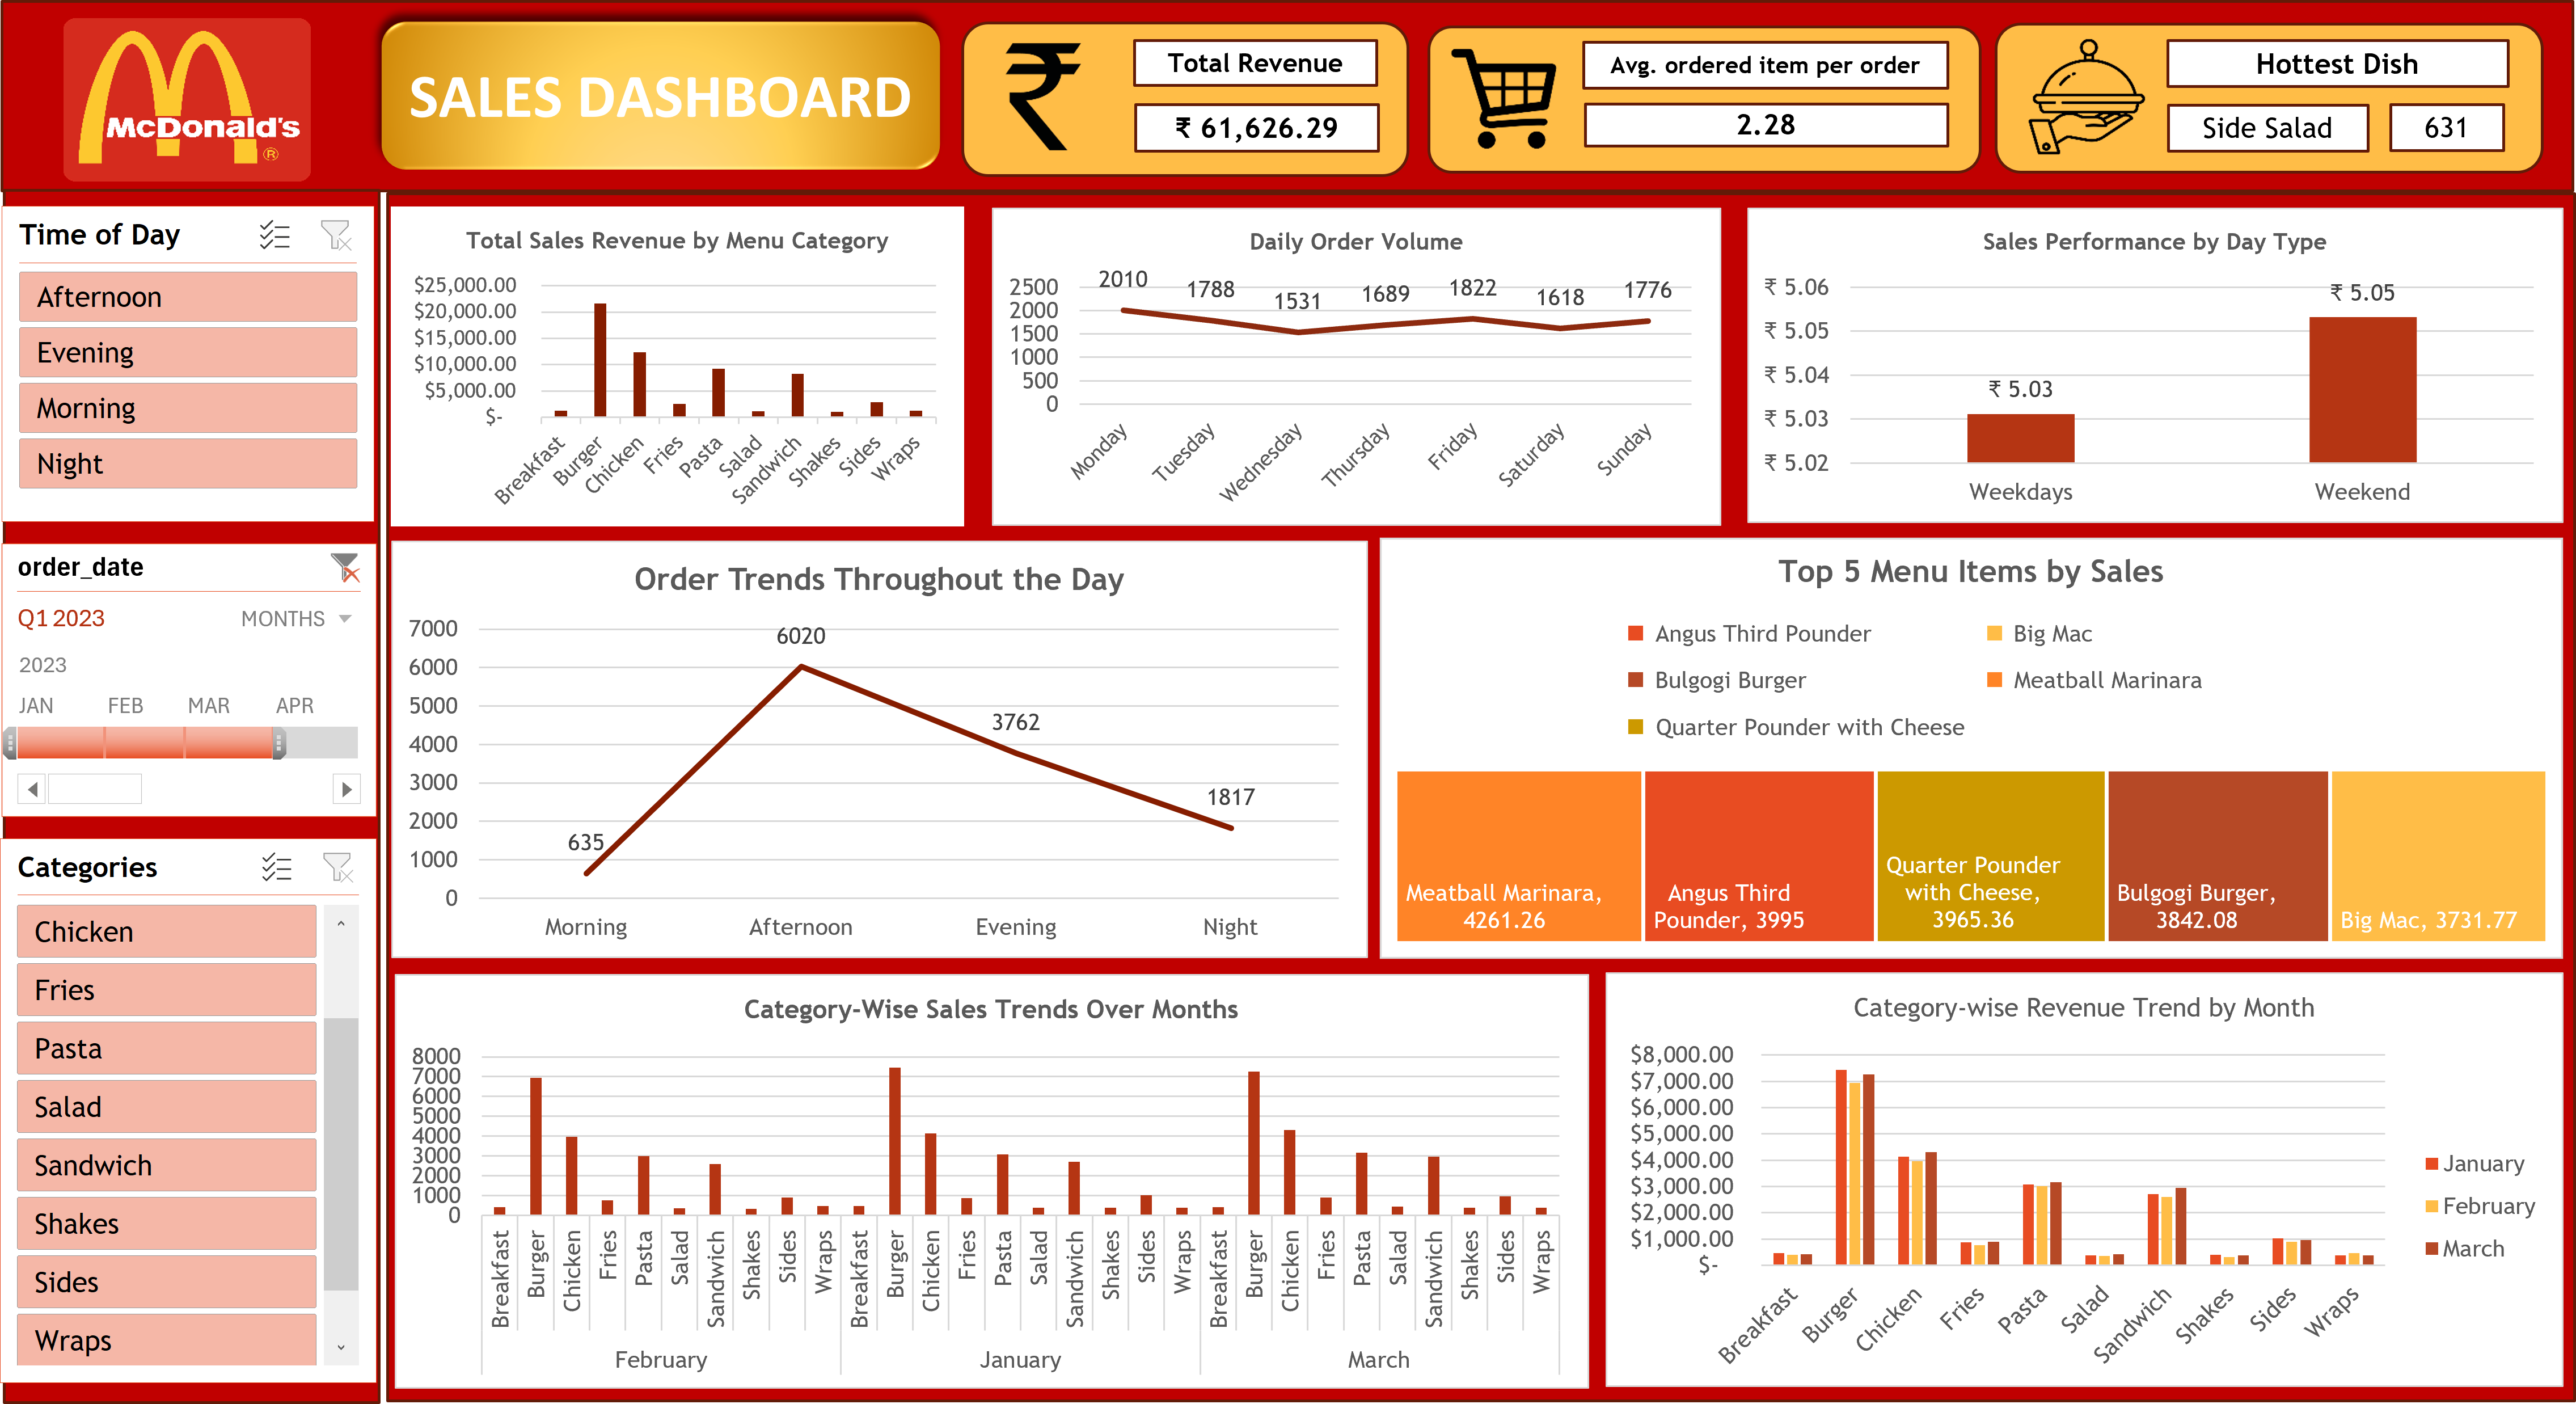 McDonald's
®
SALES DASHBOARD
Total Revenue
₹ 61,626.29
Avg. ordered item per order
2.28
Hottest Dish
Side Salad
631
Time of Day
Afternoon
Evening
Morning
Night
order_date
Q1 2023
MONTHS
2023
JAN FEB MAR APR
Categories
Chicken
Fries
Pasta
Salad
Sandwich
Shakes
Sides
Wraps
Total Sales Revenue by Menu Category
$25,000.00
$20,000.00
$15,000.00
$10,000.00
$5,000.00
$-
Breakfast
Burger
Chicken
Fries
Pasta
Salad
Sandwich
Shakes
Sides
Wraps
Daily Order Volume
2500
2000
1500
1000
500
0
2010
1788
1531
1689
1822
1618
1776
Monday
Tuesday
Wednesday
Thursday
Friday
Saturday
Sunday
Sales Performance by Day Type
₹ 5.06
₹ 5.05
₹ 5.04
₹ 5.03
₹ 5.02
₹ 5.03
₹ 5.05
Weekdays
Weekend
Order Trends Throughout the Day
7000
6000
5000
4000
3000
2000
1000
0
635
6020
3762
1817
Morning
Afternoon
Evening
Night
Top 5 Menu Items by Sales
Angus Third Pounder
Big Mac
Bulgogi Burger
Meatball Marinara
Quarter Pounder with Cheese
Meatball Marinara,
4261.26
Angus Third
Pounder, 3995
Quarter Pounder
with Cheese,
3965.36
Bulgogi Burger,
3842.08
Big Mac, 3731.77
Category-Wise Sales Trends Over Months
8000
7000
6000
5000
4000
3000
2000
1000
0
Breakfast
Burger
Chicken
Fries
Pasta
Salad
Sandwich
Shakes
Sides
Wraps
Breakfast
Burger
Chicken
Fries
Pasta
Salad
Sandwich
Shakes
Sides
Wraps
Breakfast
Burger
Chicken
Fries
Pasta
Salad
Sandwich
Shakes
Sides
Wraps
February
January
March
Category-wise Revenue Trend by Month
$8,000.00
$7,000.00
$6,000.00
$5,000.00
$4,000.00
$3,000.00
$2,000.00
$1,000.00
$-
Breakfast
Burger
Chicken
Fries
Pasta
Salad
Sandwich
Shakes
Sides
Wraps
January
February
March